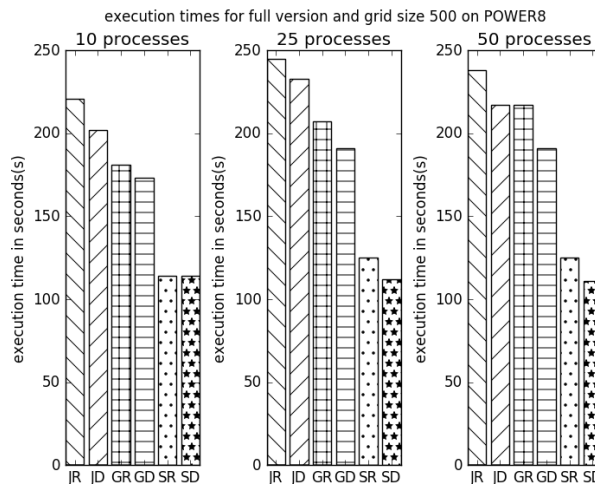 execution times for full version and grid size 500 on POWER8
10 processes
25 processes
50 processes
execution time in seconds(s)
250
200
150
100
50
0
JR JD GR GD SR SD
execution time in seconds(s)
250
200
150
100
50
0
JR JD GR GD SR SD
execution time in seconds(s)
250
200
150
100
50
0
JR JD GR GD SR SD